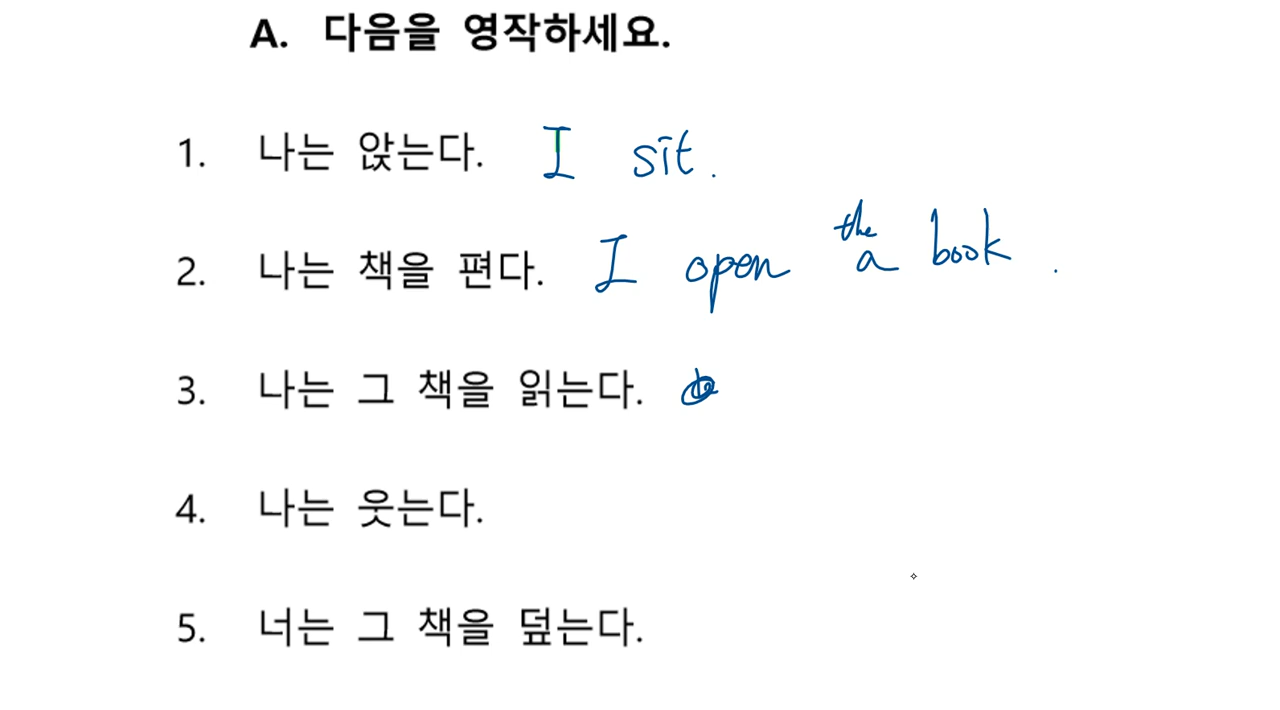 A. 다음을 영작하세요.
1. 나는 앉는다. I sit.
the
2. 나는 책을 편다. I open a book.
3. 나는 그 책을 읽는다.
4. 나는 웃는다.
5. 너는 그 책을 덮는다.